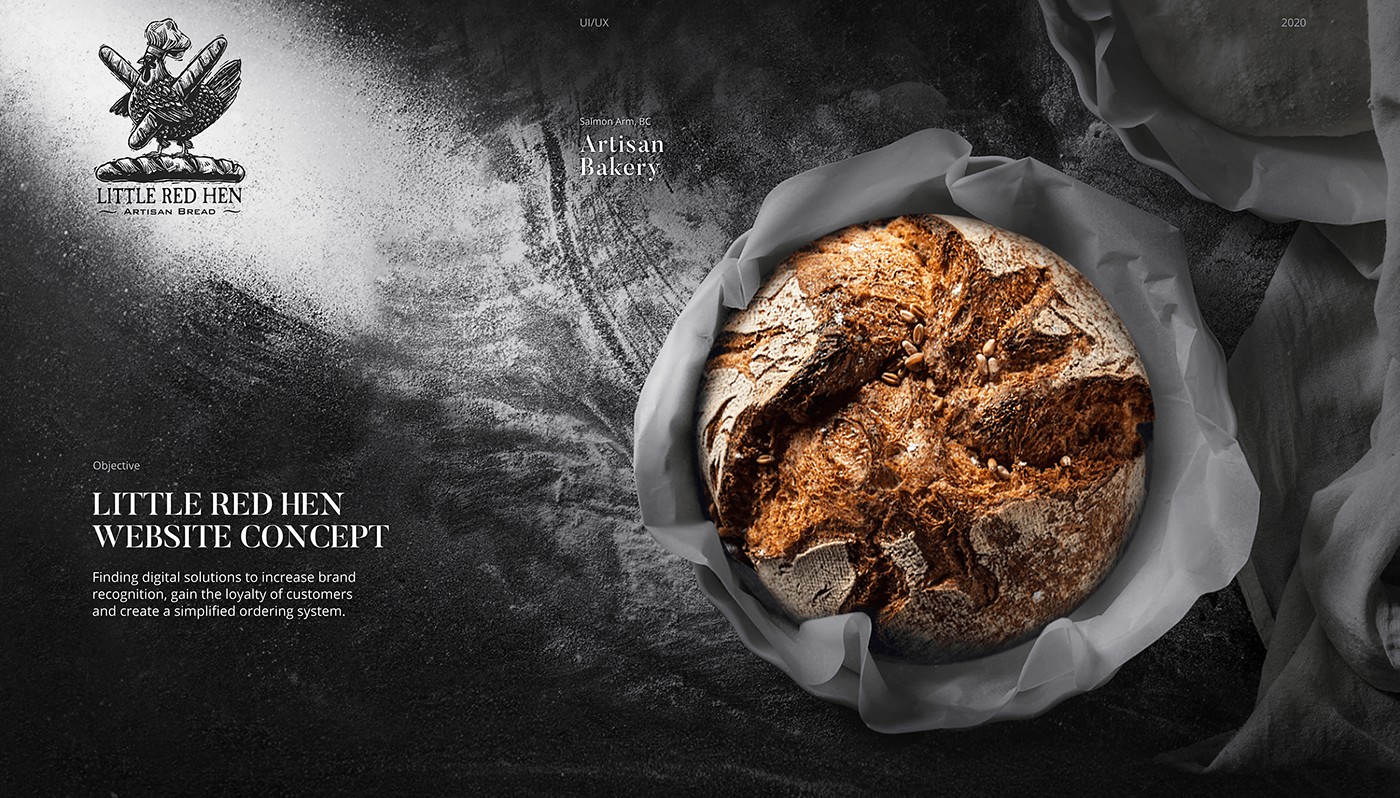 UI/UX
2020
LITTLE RED HEN
ARTISAN BREAD
Salmon Arm, BC
Artisan
Bakery
Objective
LITTLE RED HEN
WEBSITE CONCEPT
Finding digital solutions to increase brand
recognition, gain the loyalty of customers
and create a simplified ordering system.